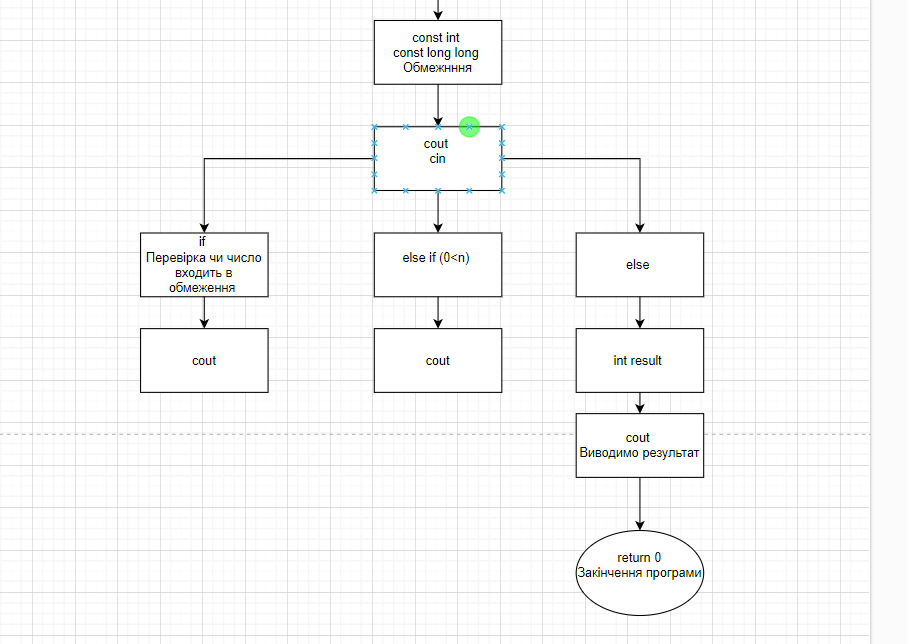 const int
const long long
Обмежнння
cout
cin
if
Перевірка чи число
входить в
обмеження
else if (0<n)
else
cout
cout
int result
cout
Виводимо результат
return 0
Закінчення програми